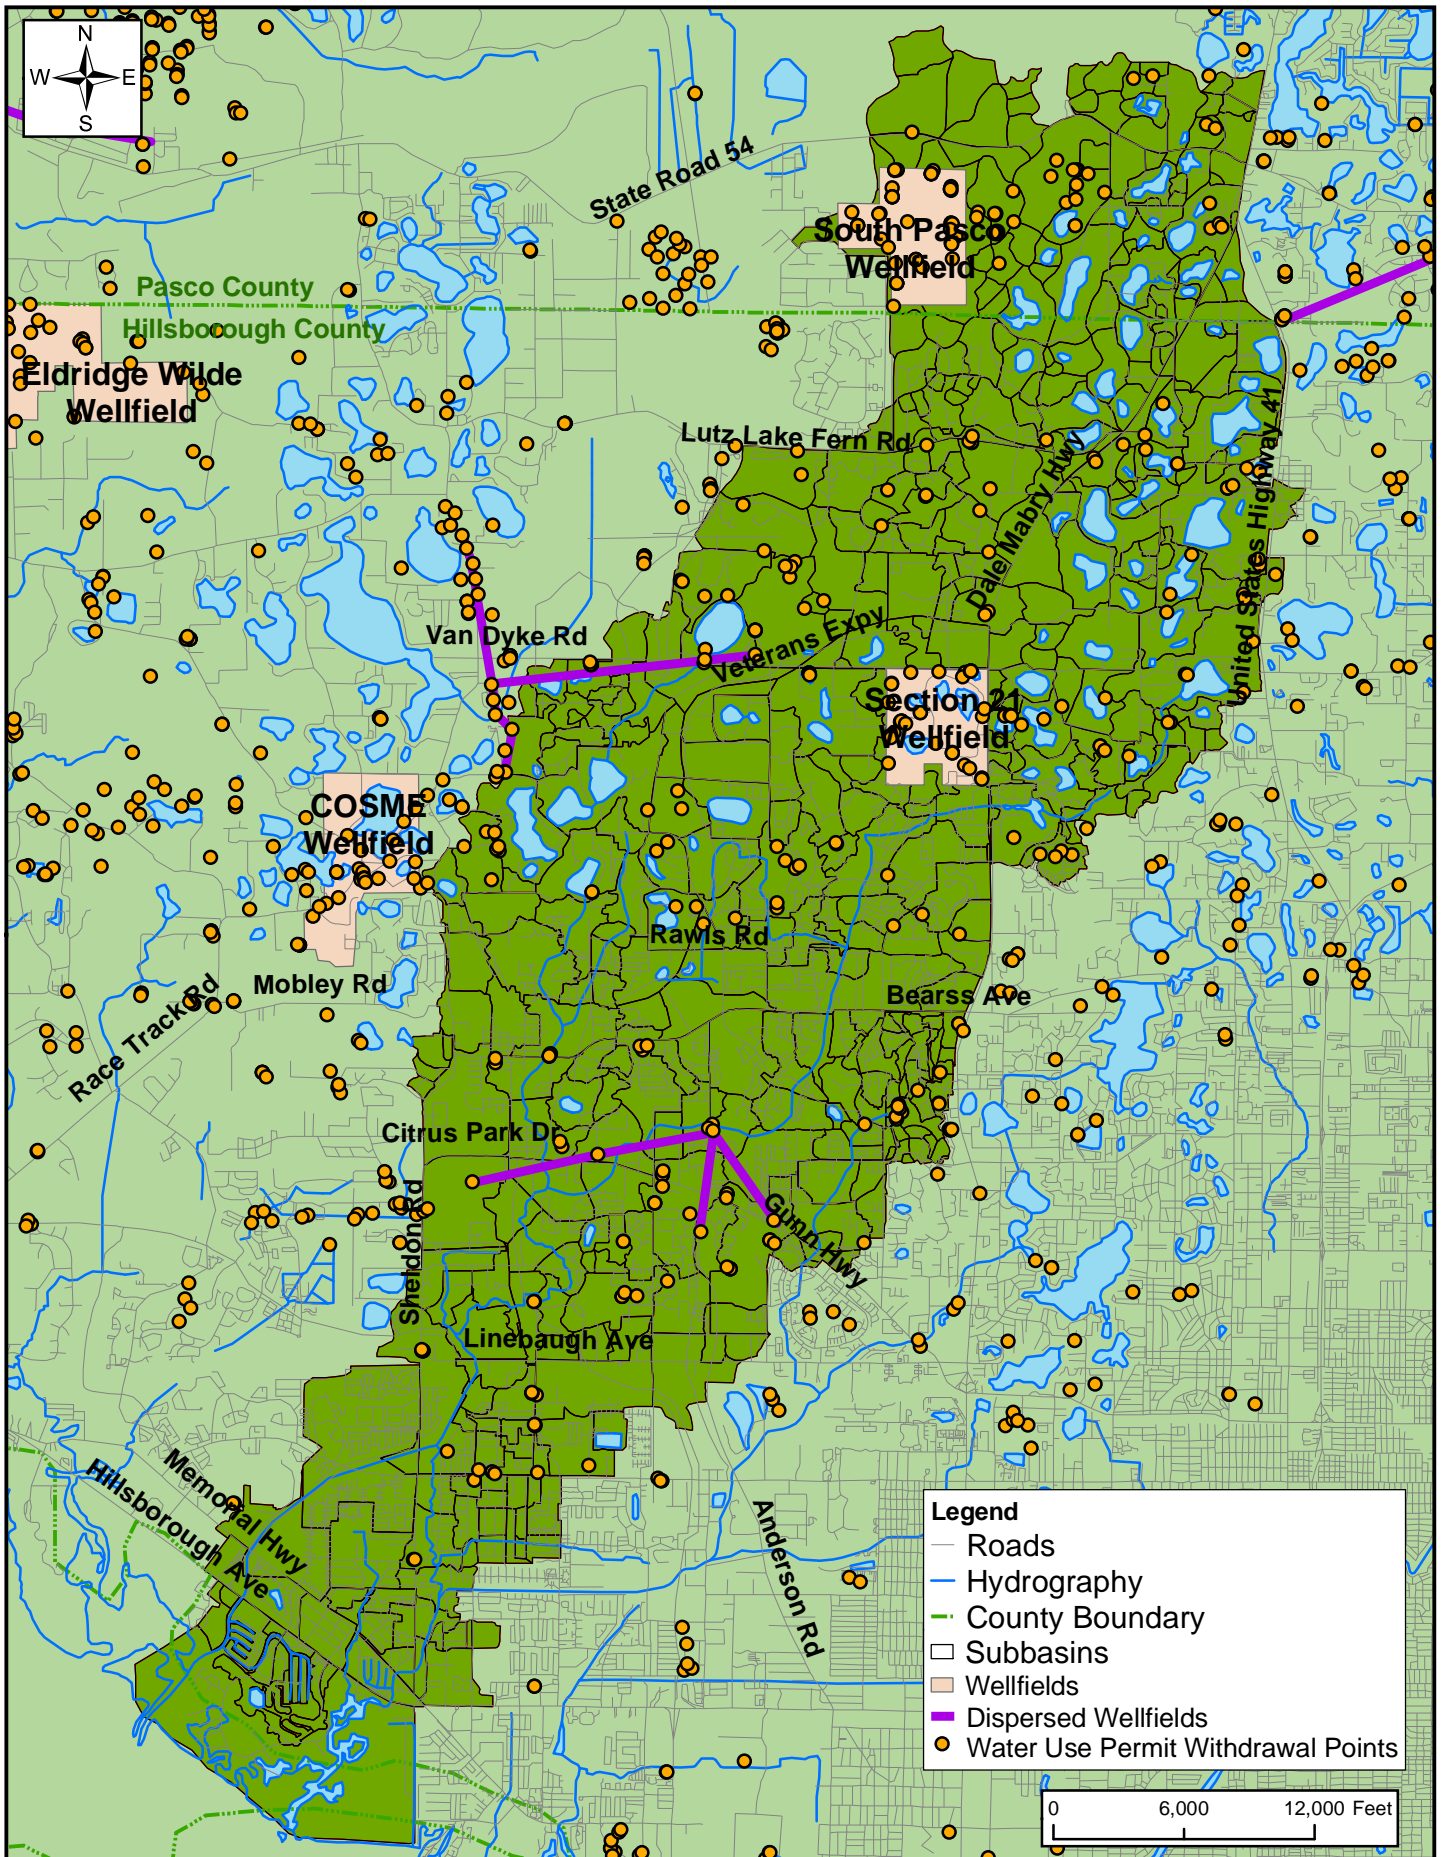 N
W E
S
State Road 54
South Pasco
Wellfield
Pasco County
Hillsborough County
Eldridge Wilde
Wellfield
Lutz Lake Fern Rd
Dale Mabry Hwy
United States Highway 41
Van Dyke Rd
Veterans Expy
Section 21
Wellfield
COSME
Wellfield
Rawls Rd
Mobley Rd
Bearss Ave
Race Track Rd
Citrus Park Dr
Sheldon Rd
Gunn Hwy
Linebaugh Ave
Memorial Hwy
Hillsborough Ave
Anderson Rd
Legend
Roads
Hydrography
County Boundary
Subbasins
Wellfields
Dispersed Wellfields
Water Use Permit Withdrawal Points
0 6,000 12,000 Feet